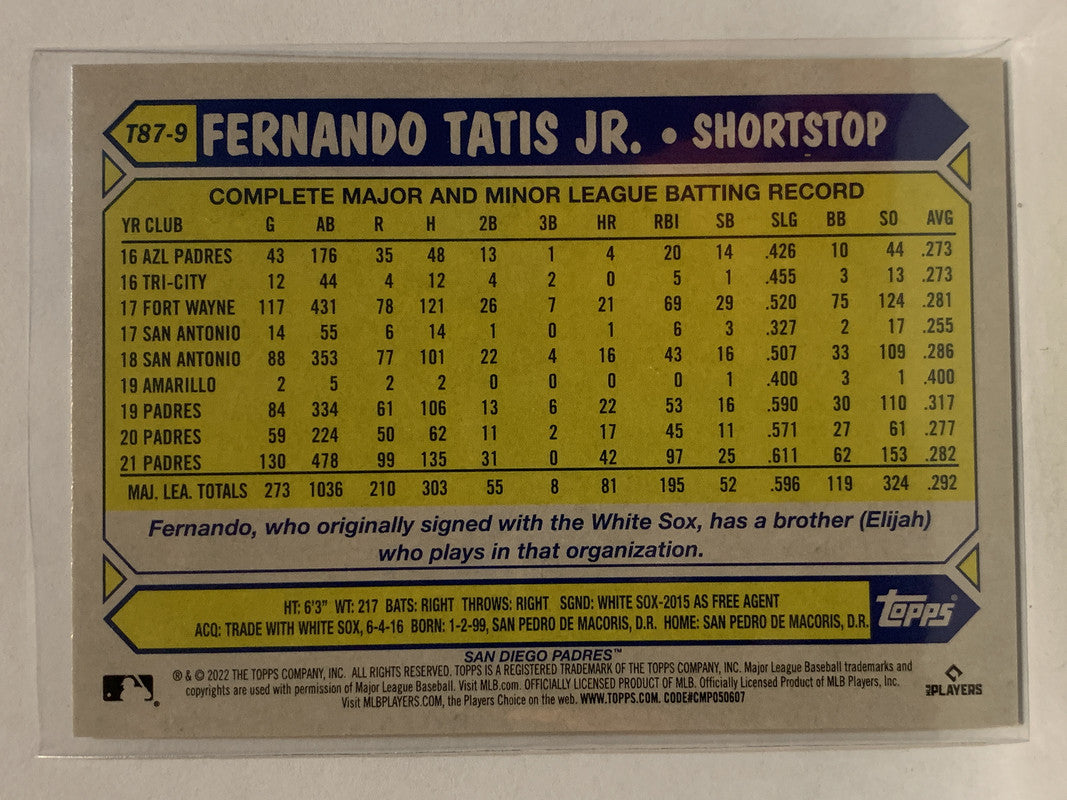 T87-9 FERNANDO TATIS JR. • SHORTSTOP
COMPLETE MAJOR AND MINOR LEAGUE BATTING RECORD
YR CLUB G AB R H 2B 3B HR RBI SB SLG BB SO AVG
16 AZL PADRES 43 176 35 48 13 1 4 20 14 .426 10 44 .273
16 TRI-CITY 12 44 4 12 4 2 0 5 1 .455 3 13 .273
17 FORT WAYNE 117 431 78 121 26 7 21 69 29 .520 75 124 .281
17 SAN ANTONIO 14 55 6 14 1 0 1 6 3 .327 2 17 .255
18 SAN ANTONIO 88 353 77 101 22 4 16 43 16 .507 33 109 .286
19 AMARILLO 2 5 2 2 0 0 0 0 1 .400 3 1 .400
19 PADRES 84 334 61 106 13 6 22 53 16 .590 30 110 .317
20 PADRES 59 224 50 62 11 2 17 45 11 .571 27 61 .277
21 PADRES 130 478 99 135 31 0 42 97 25 .611 62 153 .282
MAJ. LEA. TOTALS 273 1036 210 303 55 8 81 195 52 .596 119 324 .292
Fernando, who originally signed with the White Sox, has a brother (Elijah)
who plays in that organization.
HT: 6'3" WT: 217 BATS: RIGHT THROWS: RIGHT SGND: WHITE SOX-2015 AS FREE AGENT
ACQ: TRADE WITH WHITE SOX, 6-4-16 BORN: 1-2-99, SAN PEDRO DE MACORIS, D.R. HOME: SAN PEDRO DE MACORIS, D.R.
Topps®
SAN DIEGO PADRES™
® & © 2022 THE TOPPS COMPANY, INC. ALL RIGHTS RESERVED. TOPPS IS A REGISTERED TRADEMARK OF THE TOPPS COMPANY, INC. Major League Baseball trademarks and
copyrights are used with permission of Major League Baseball. Visit MLB.com. OFFICIALLY LICENSED PRODUCT OF MLB. Officially Licensed Product of MLB Players, Inc.
Visit MLBPLAYERS.COM, the Players Choice on the web. WWW.TOPPS.COM. CODE#CMP050607
MLBPLAYERS